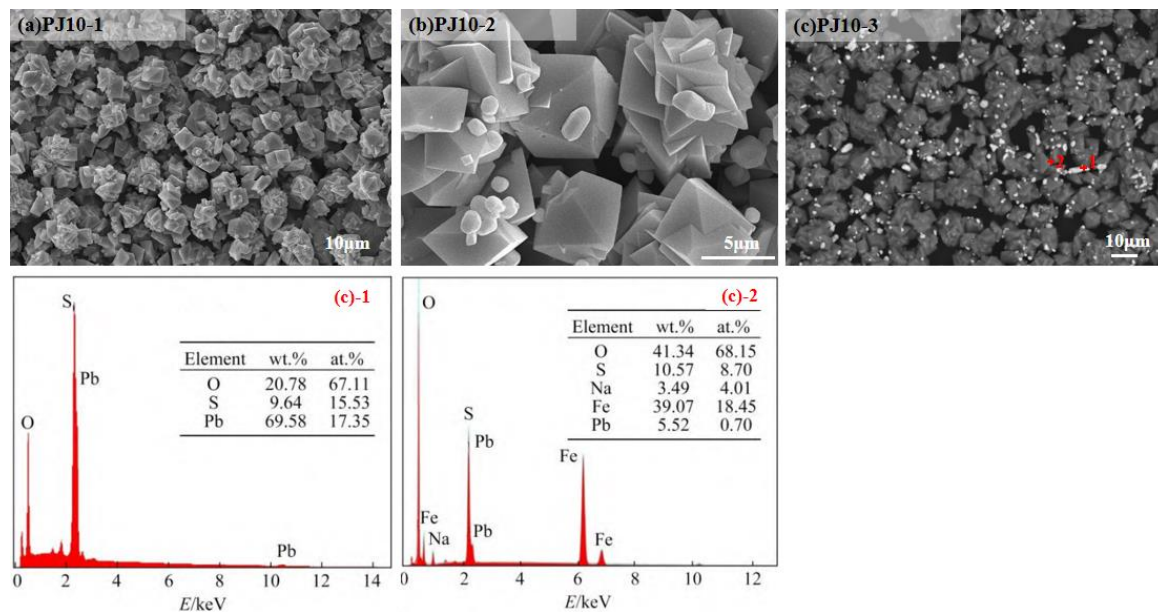 (a)PJ10-1
10μm
(b)PJ10-2
5μm
(c)PJ10-3
+2 +1
10μm
(c)-1
S
Pb
O
Pb
Element wt.% at.%
O 20.78 67.11
S 9.64 15.53
Pb 69.58 17.35
0 2 4 6 8 10 12 14
E/keV
(c)-2
O
S
Pb
Fe
Fe
Na
Pb
Fe
Element wt.% at.%
O 41.34 68.15
S 10.57 8.70
Na 3.49 4.01
Fe 39.07 18.45
Pb 5.52 0.70
0 2 4 6 8 10 12
E/keV